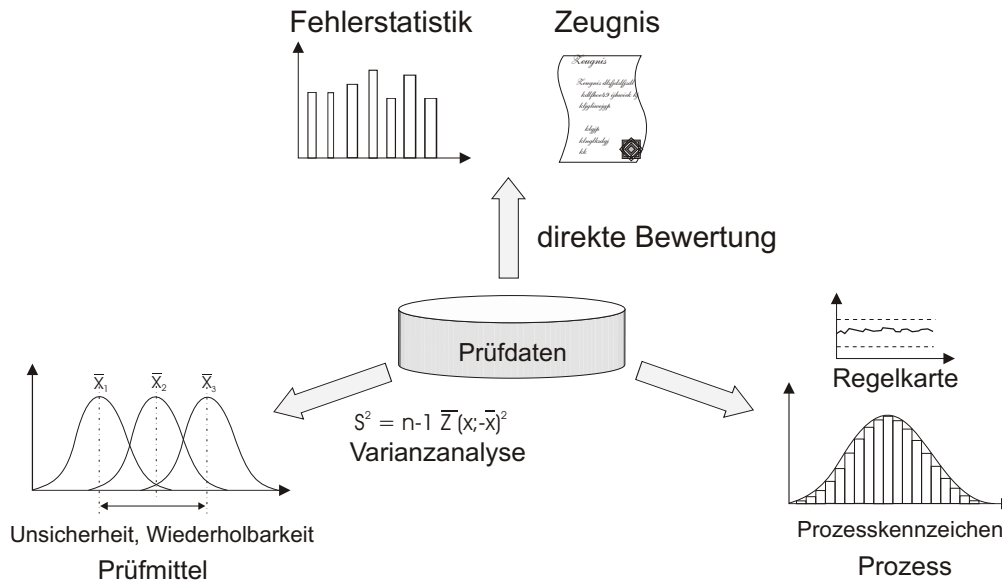 Fehlerstatistik
Zeugnis
Zeugnis
direkte Bewertung
Prüfdaten
Regelkarte
X̅₁ X̅₂ X̅₃
S² = n-1 Z̅ (x;-x̅)²
Varianzanalyse
Unsicherheit, Wiederholbarkeit
Prüfmittel
Prozesskennzeichen
Prozess